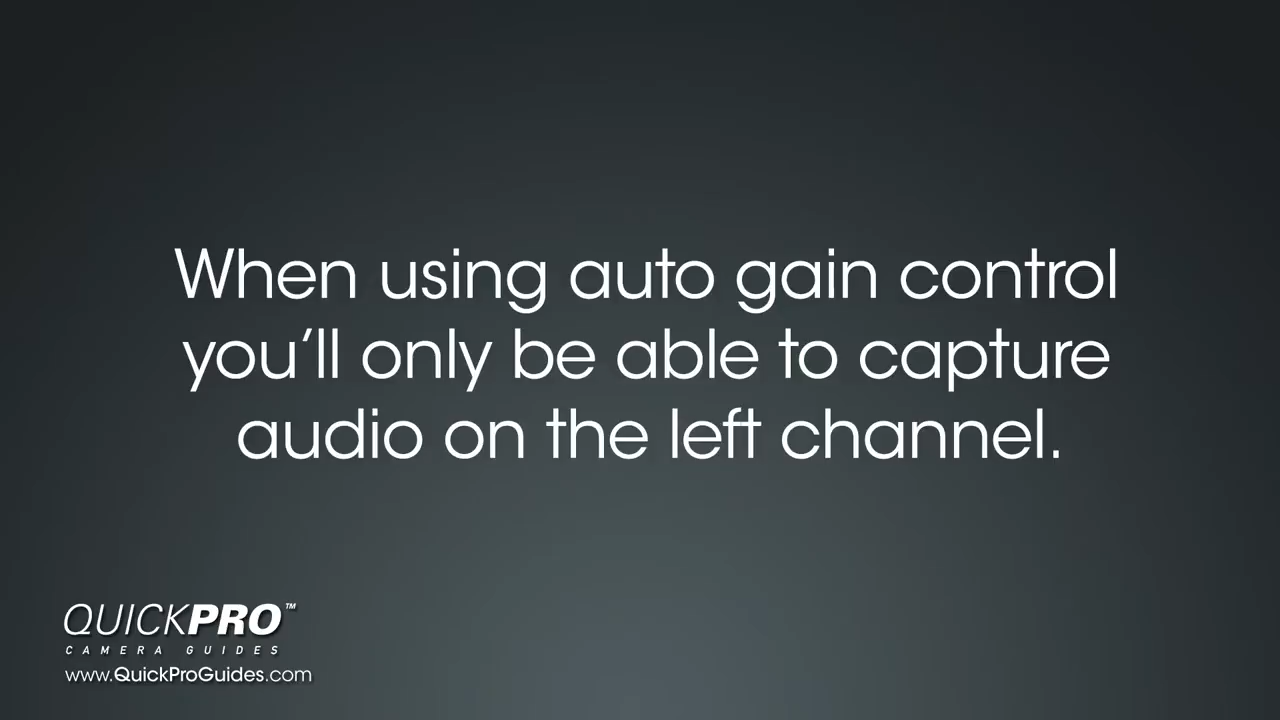 When using auto gain control
you'll only be able to capture
audio on the left channel.
QUICKPRO™
CAMERA GUIDES
www.QuickProGuides.com